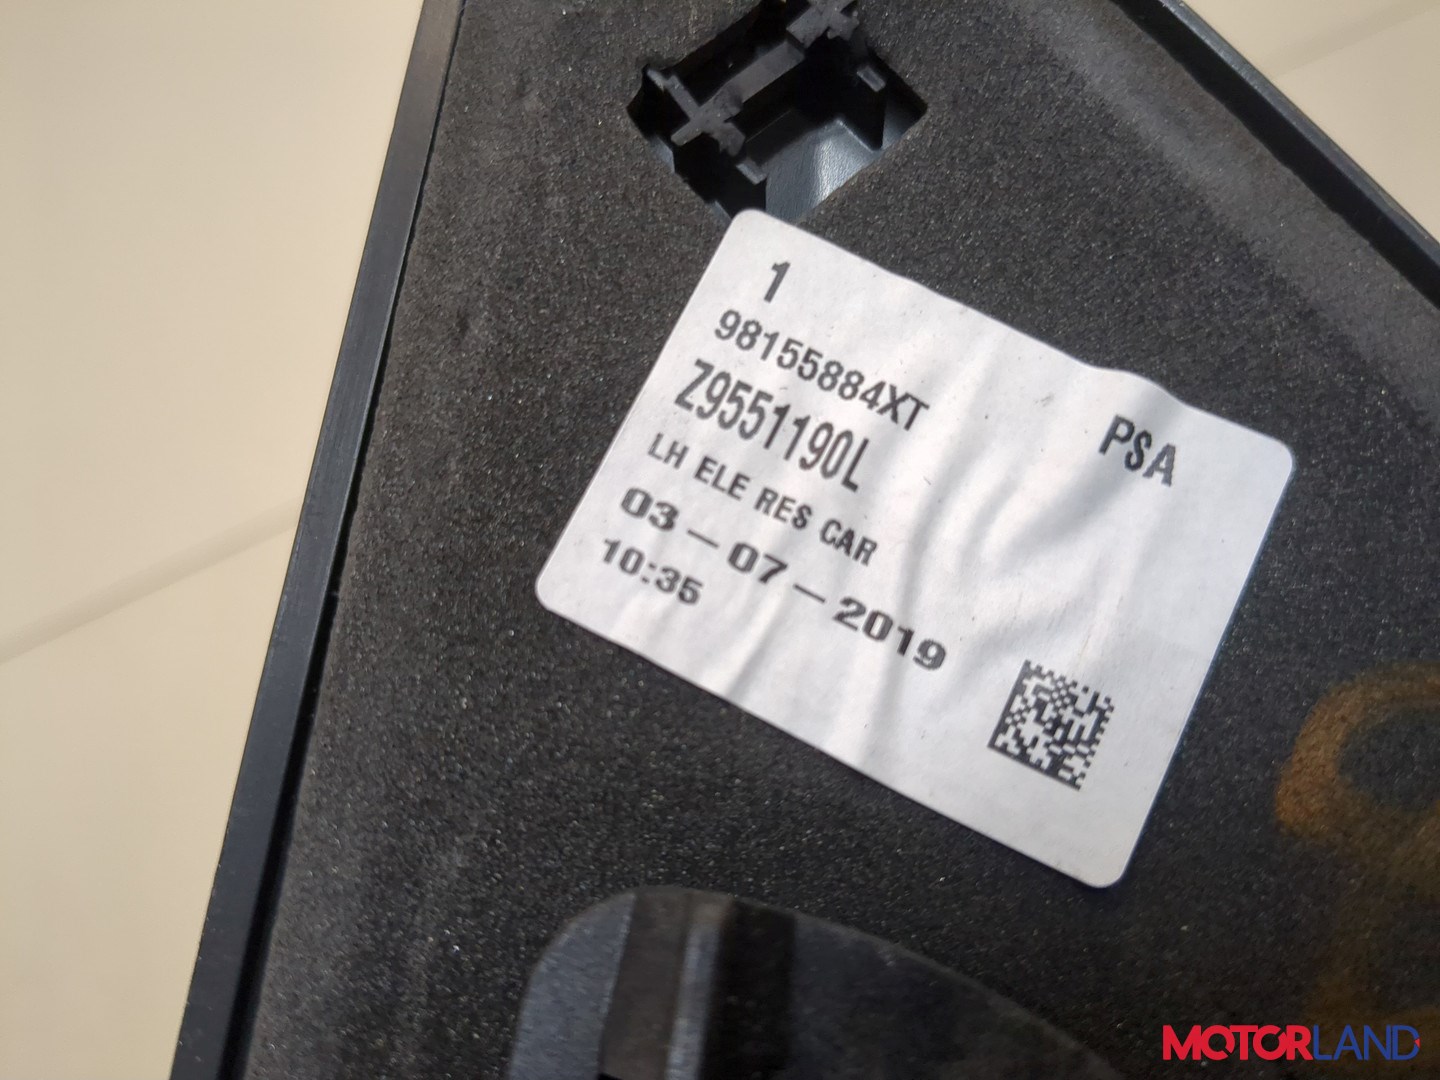 1
98155884XT
PSA
Z9551190L
LH ELE RES CAR
03-07-2019
10:35
MOTORLAND